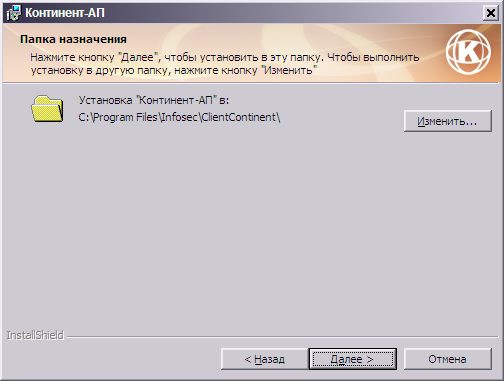 Континент-АП
Папка назначения
Нажмите кнопку "Далее", чтобы установить в эту папку. Чтобы выполнить
установку в другую папку, нажмите кнопку "Изменить"
K
Установка "Континент-АП" в:
C:\Program Files\Infosec\ClientContinent\
Изменить...
InstallShield
< Назад
Далее >
Отмена